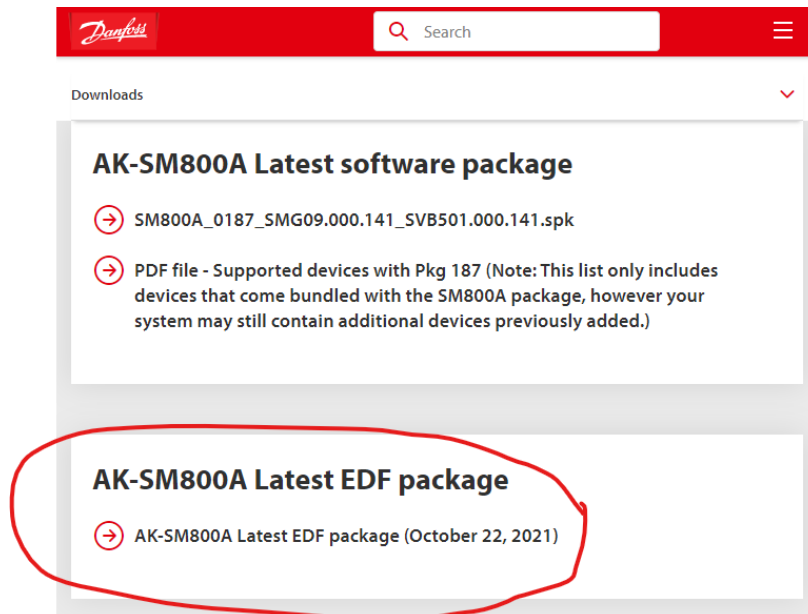 Danfoss
Search
Downloads
AK-SM800A Latest software package
SM800A_0187_SMG09.000.141_SVB501.000.141.spk
PDF file - Supported devices with Pkg 187 (Note: This list only includes
devices that come bundled with the SM800A package, however your
system may still contain additional devices previously added.)
AK-SM800A Latest EDF package
AK-SM800A Latest EDF package (October 22, 2021)